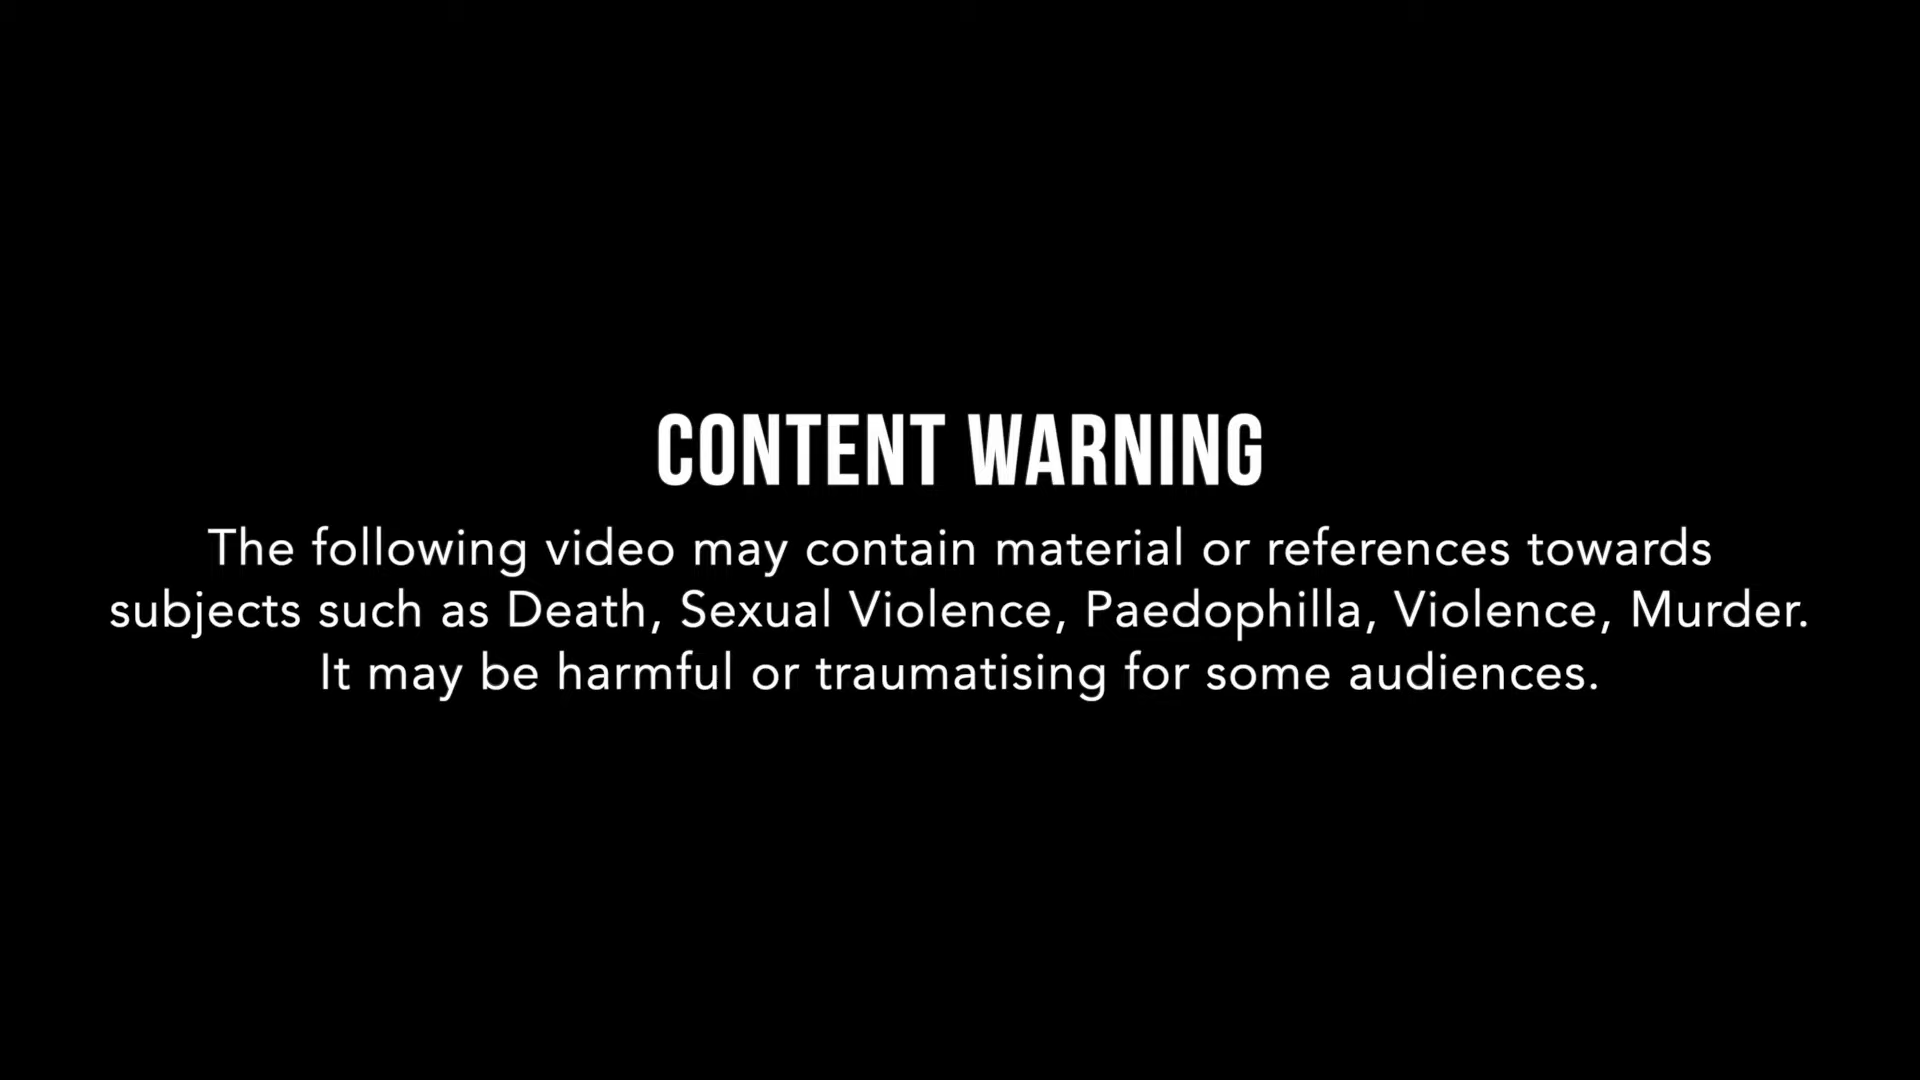 CONTENT WARNING
The following video may contain material or references towards
subjects such as Death, Sexual Violence, Paedophilla, Violence, Murder.
It may be harmful or traumatising for some audiences.